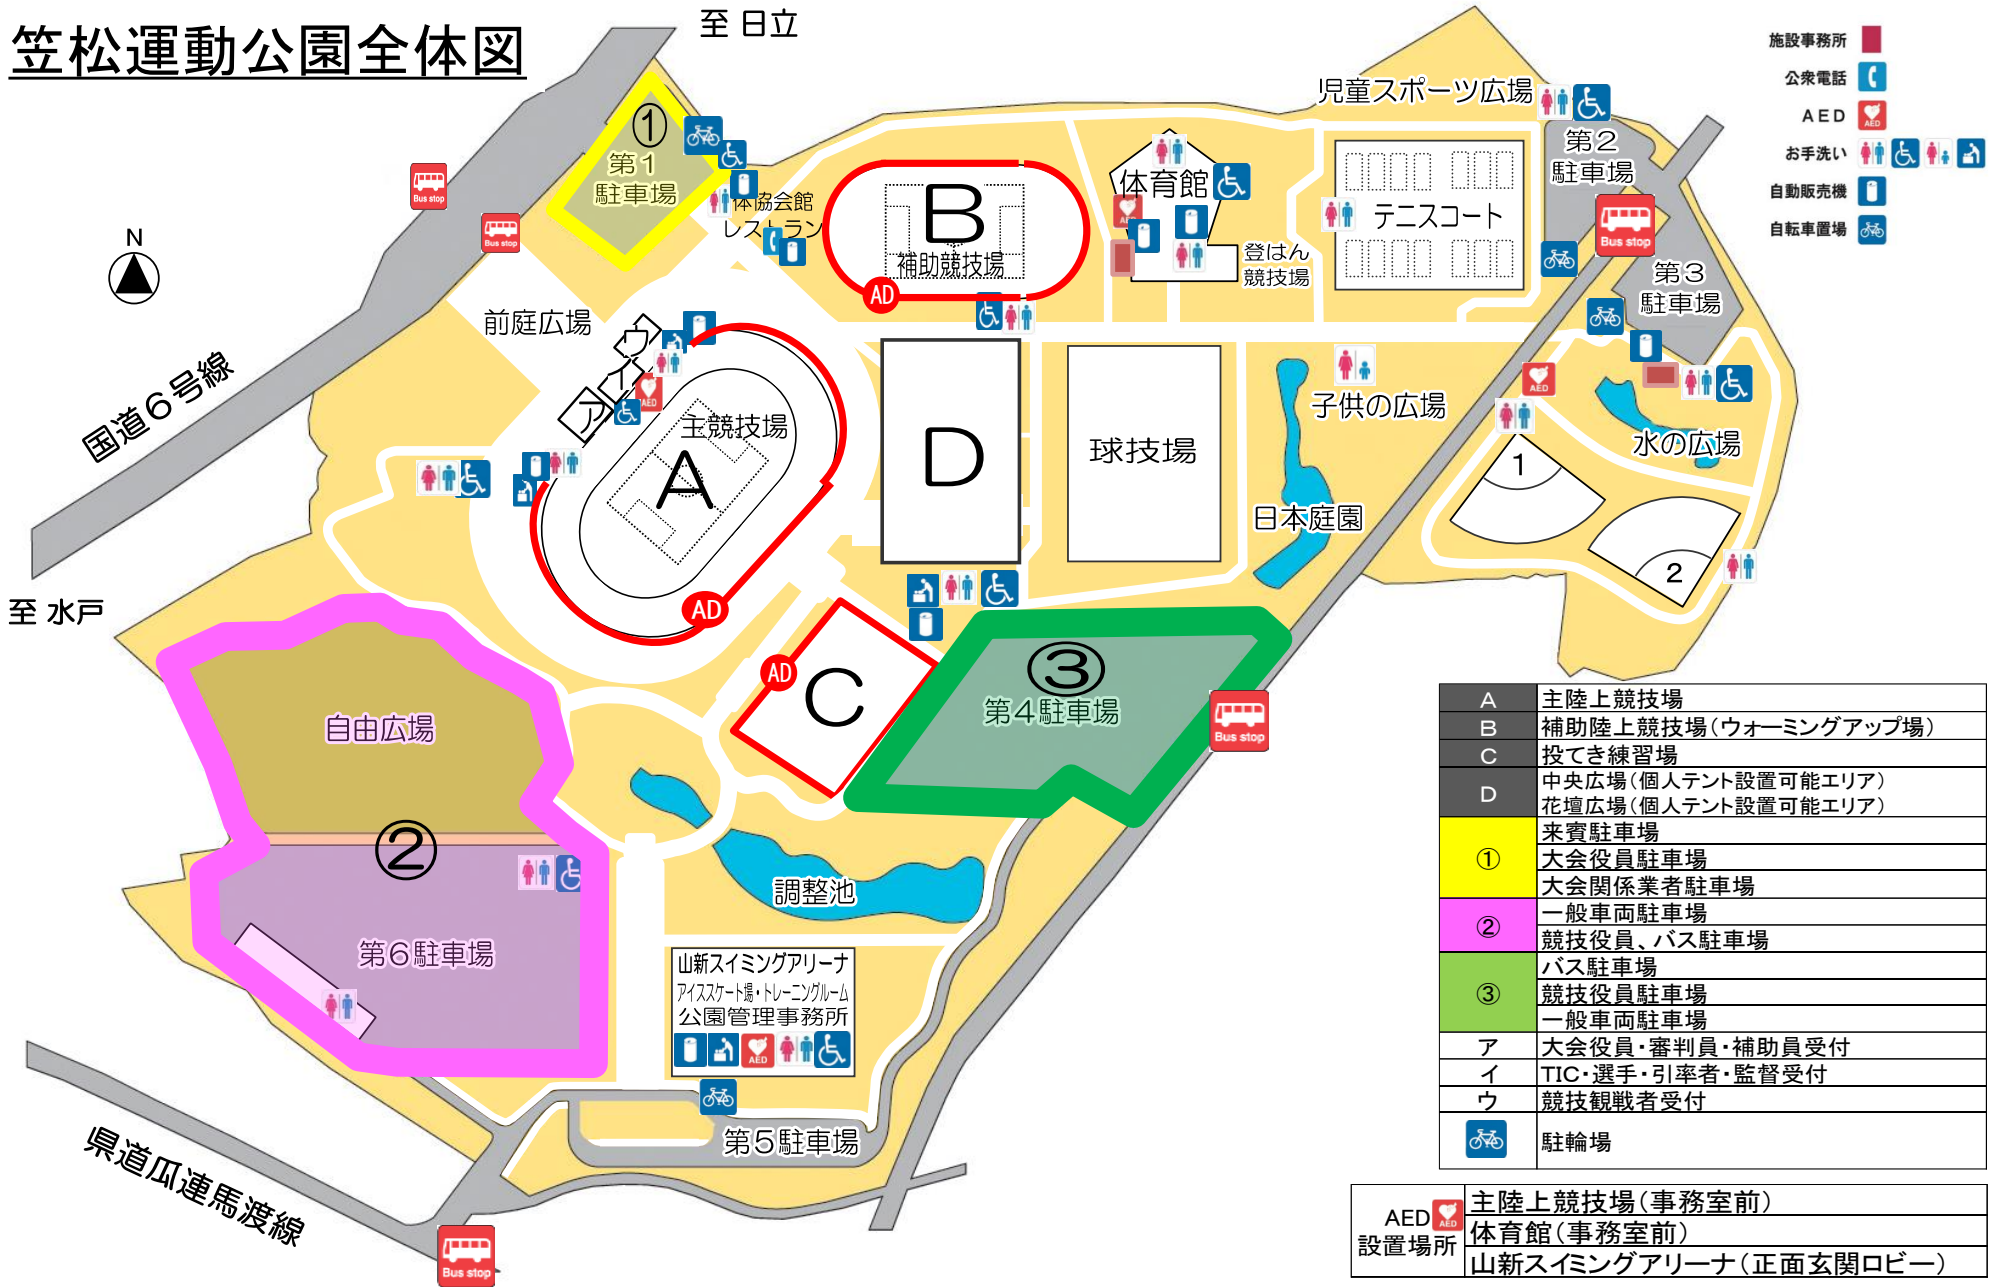 笠松運動公園全体図
至 日立
施設事務所
公衆電話
AED
AED
お手洗い
自動販売機
自転車置場
N
国道6号線
至 水戸
Bus stop
Bus stop
①
第1
駐車場
体協会館
レストラン
前庭広場
ウ
イ
ア
AED
主競技場
A
AD
B
補助競技場
AD
体育館
AED
登はん
競技場
児童スポーツ広場
テニスコート
第2
駐車場
Bus stop
第3
駐車場
D
球技場
子供の広場
日本庭園
AED
水の広場
1
2
自由広場
②
第6駐車場
AD
C
③
第4駐車場
Bus stop
調整池
山新スイミングアリーナ
アイススケート場・トレーニングルーム
公園管理事務所
AED
第5駐車場
県道瓜連馬渡線
Bus stop
A 主陸上競技場
B 補助陸上競技場(ウォーミングアップ場)
C 投てき練習場
D 中央広場(個人テント設置可能エリア)
花壇広場(個人テント設置可能エリア)
① 来賓駐車場
大会役員駐車場
大会関係業者駐車場
② 一般車両駐車場
競技役員、バス駐車場
③ バス駐車場
競技役員駐車場
一般車両駐車場
ア 大会役員・審判員・補助員受付
イ TIC・選手・引率者・監督受付
ウ 競技観戦者受付
駐輪場
AED AED
設置場所
主陸上競技場(事務室前)
体育館(事務室前)
山新スイミングアリーナ(正面玄関ロビー)